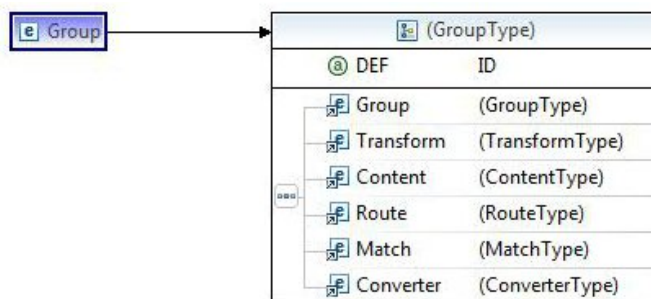 e Group
(GroupType)
a DEF ID
e Group (GroupType)
e Transform (TransformType)
e Content (ContentType)
e Route (RouteType)
e Match (MatchType)
e Converter (ConverterType)